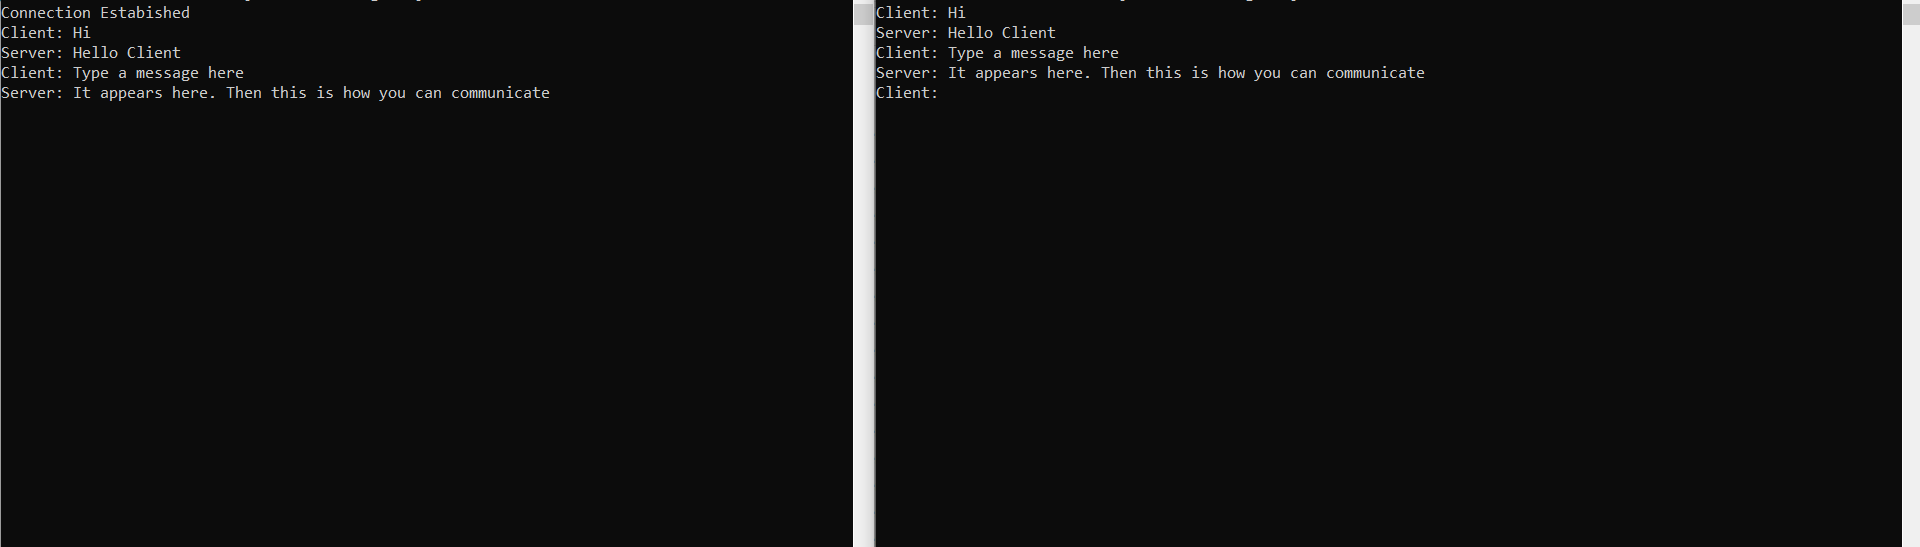 Connection Estabished
Client: Hi
Server: Hello Client
Client: Type a message here
Server: It appears here. Then this is how you can communicate
Client: Hi
Server: Hello Client
Client: Type a message here
Server: It appears here. Then this is how you can communicate
Client: